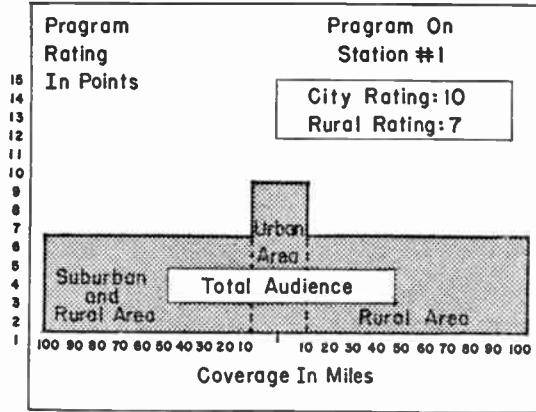 Pragram
Rating
In Points
Pragram On
Station #1
City Rating: 10
Rural Rating: 7
15
14
13
12
11
10
9
8
7
6
5
4
3
2
1
Urban
Area
Total Audience
Suburban
and
Rural Area
Rural Area
100 90 80 70 60 50 40 30 20 10 10 20 30 40 50 60 70 80 90 100
Coverage In Miles